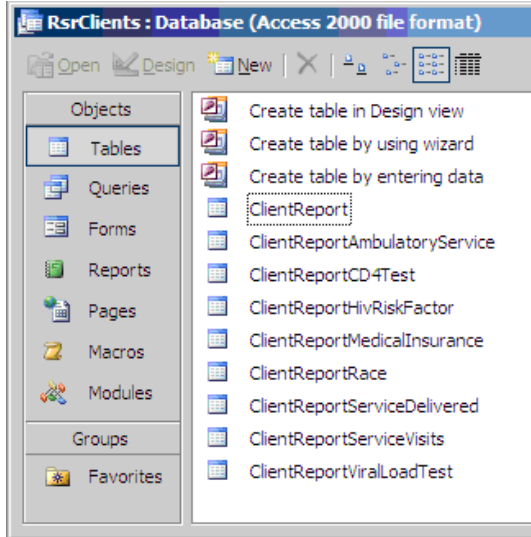 RsrClients : Database (Access 2000 file format)
Open Design New
Objects
Tables
Queries
Forms
Reports
Pages
Macros
Modules
Groups
Favorites
Create table in Design view
Create table by using wizard
Create table by entering data
ClientReport
ClientReportAmbulatoryService
ClientReportCD4Test
ClientReportHivRiskFactor
ClientReportMedicalInsurance
ClientReportRace
ClientReportServiceDelivered
ClientReportServiceVisits
ClientReportViralLoadTest